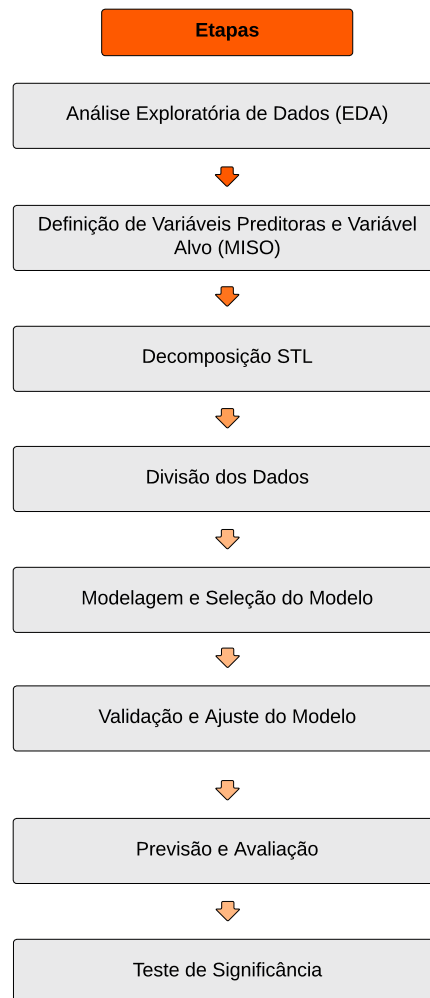 Etapas
Análise Exploratória de Dados (EDA)
Definição de Variáveis Preditoras e Variável
Alvo (MISO)
Decomposição STL
Divisão dos Dados
Modelagem e Seleção do Modelo
Validação e Ajuste do Modelo
Previsão e Avaliação
Teste de Significância